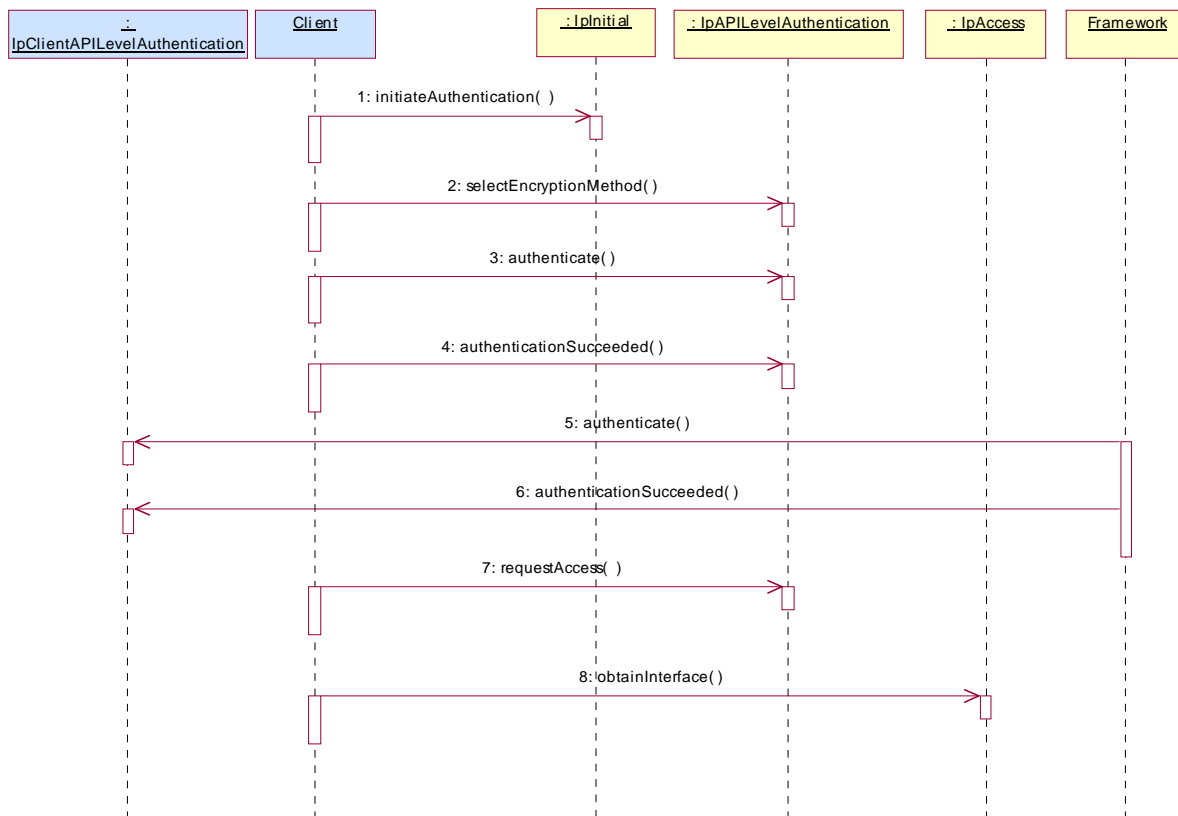 :
IpClientAPILevelAuthentication
Client
: IpInitial
: IpAPILevelAuthentication
: IpAccess
Framework
1: initiateAuthentication( )
2: selectEncryptionMethod( )
3: authenticate( )
4: authenticationSucceeded( )
5: authenticate( )
6: authenticationSucceeded( )
7: requestAccess( )
8: obtainInterface( )